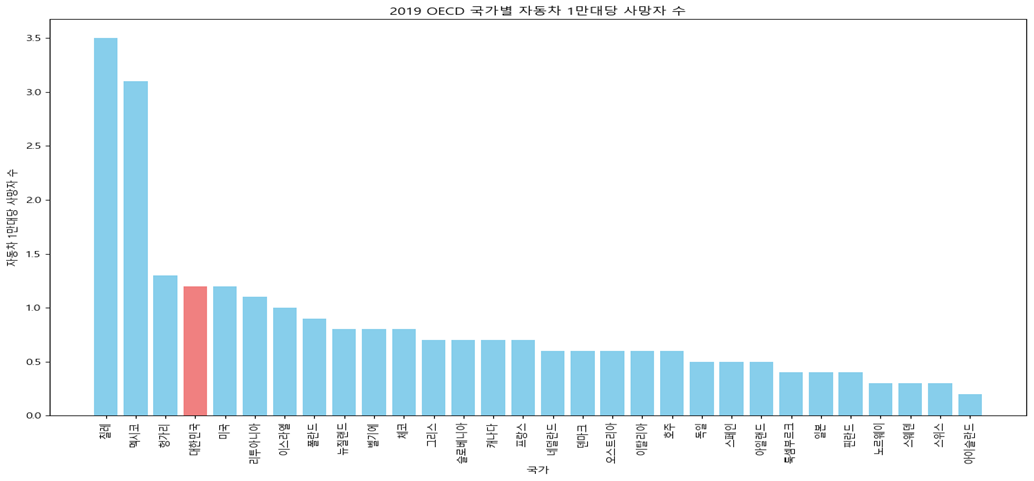 2019 OECD 국가별 자동차 1만대당 사망자 수
자동차 1만대당 사망자 수
3.5
3.0
2.5
2.0
1.5
1.0
0.5
0.0
칠레
멕시코
헝가리
대한민국
미국
리투아니아
이스라엘
폴란드
뉴질랜드
벨기에
체코
그리스
슬로베니아
캐나다
프랑스
네덜란드
덴마크
오스트리아
이탈리아
호주
독일
스페인
아일랜드
룩셈부르크
일본
핀란드
노르웨이
스웨덴
스위스
아이슬란드
국가